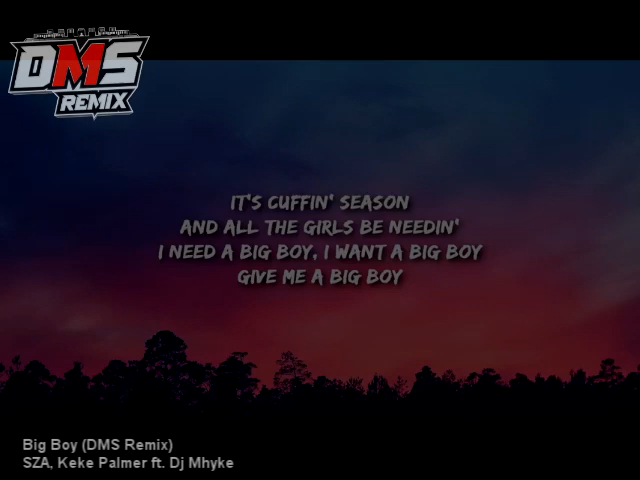 DMS
REMIX
IT'S CUFFIN' SEASON
AND ALL THE GIRLS BE NEEDIN'
I NEED A BIG BOY, I WANT A BIG BOY
GIVE ME A BIG BOY
Big Boy (DMS Remix)
SZA, Keke Palmer ft. Dj Mhyke